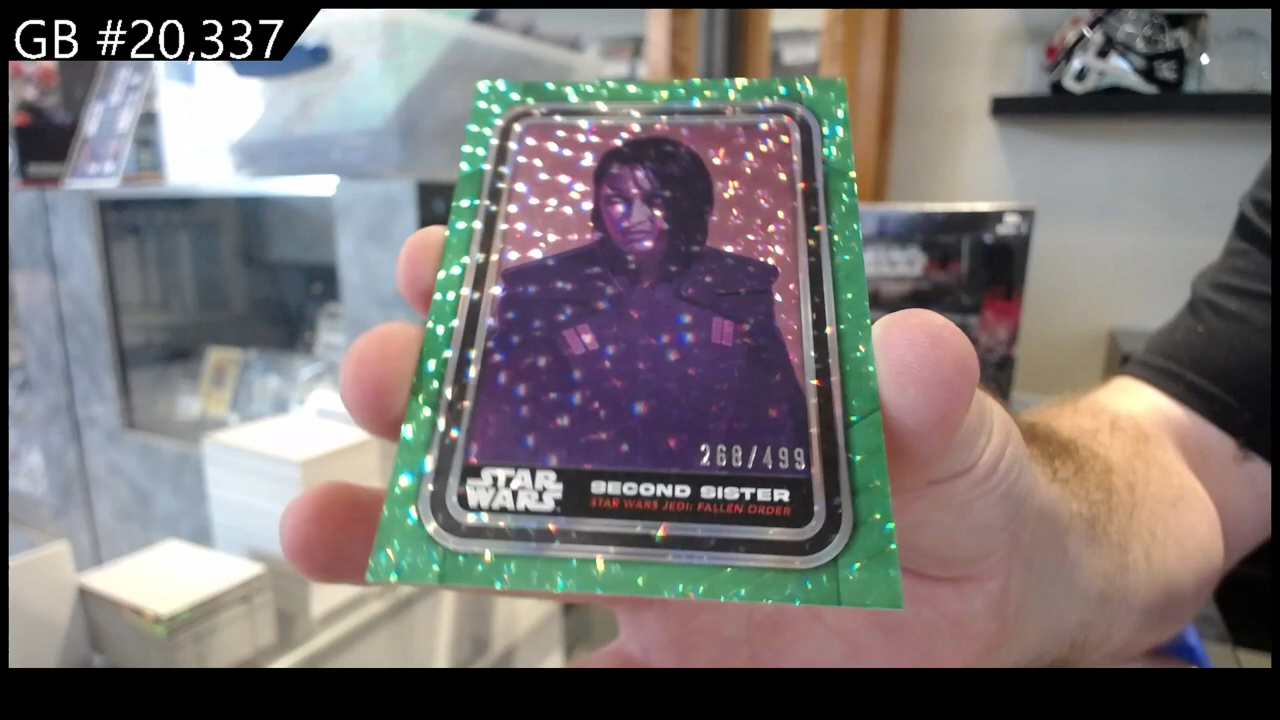 GB #20,337
268/499
STAR
WARS
SECOND SISTER
STAR WARS JEDI: FALLEN ORDER